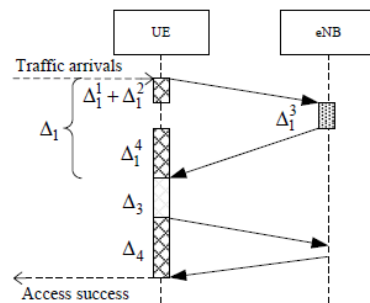 UE
eNB
Traffic arrivals
Δ₁¹ + Δ₁²
Δ₁³
Δ₁
Δ₁⁴
Δ₃
Δ₄
Access success